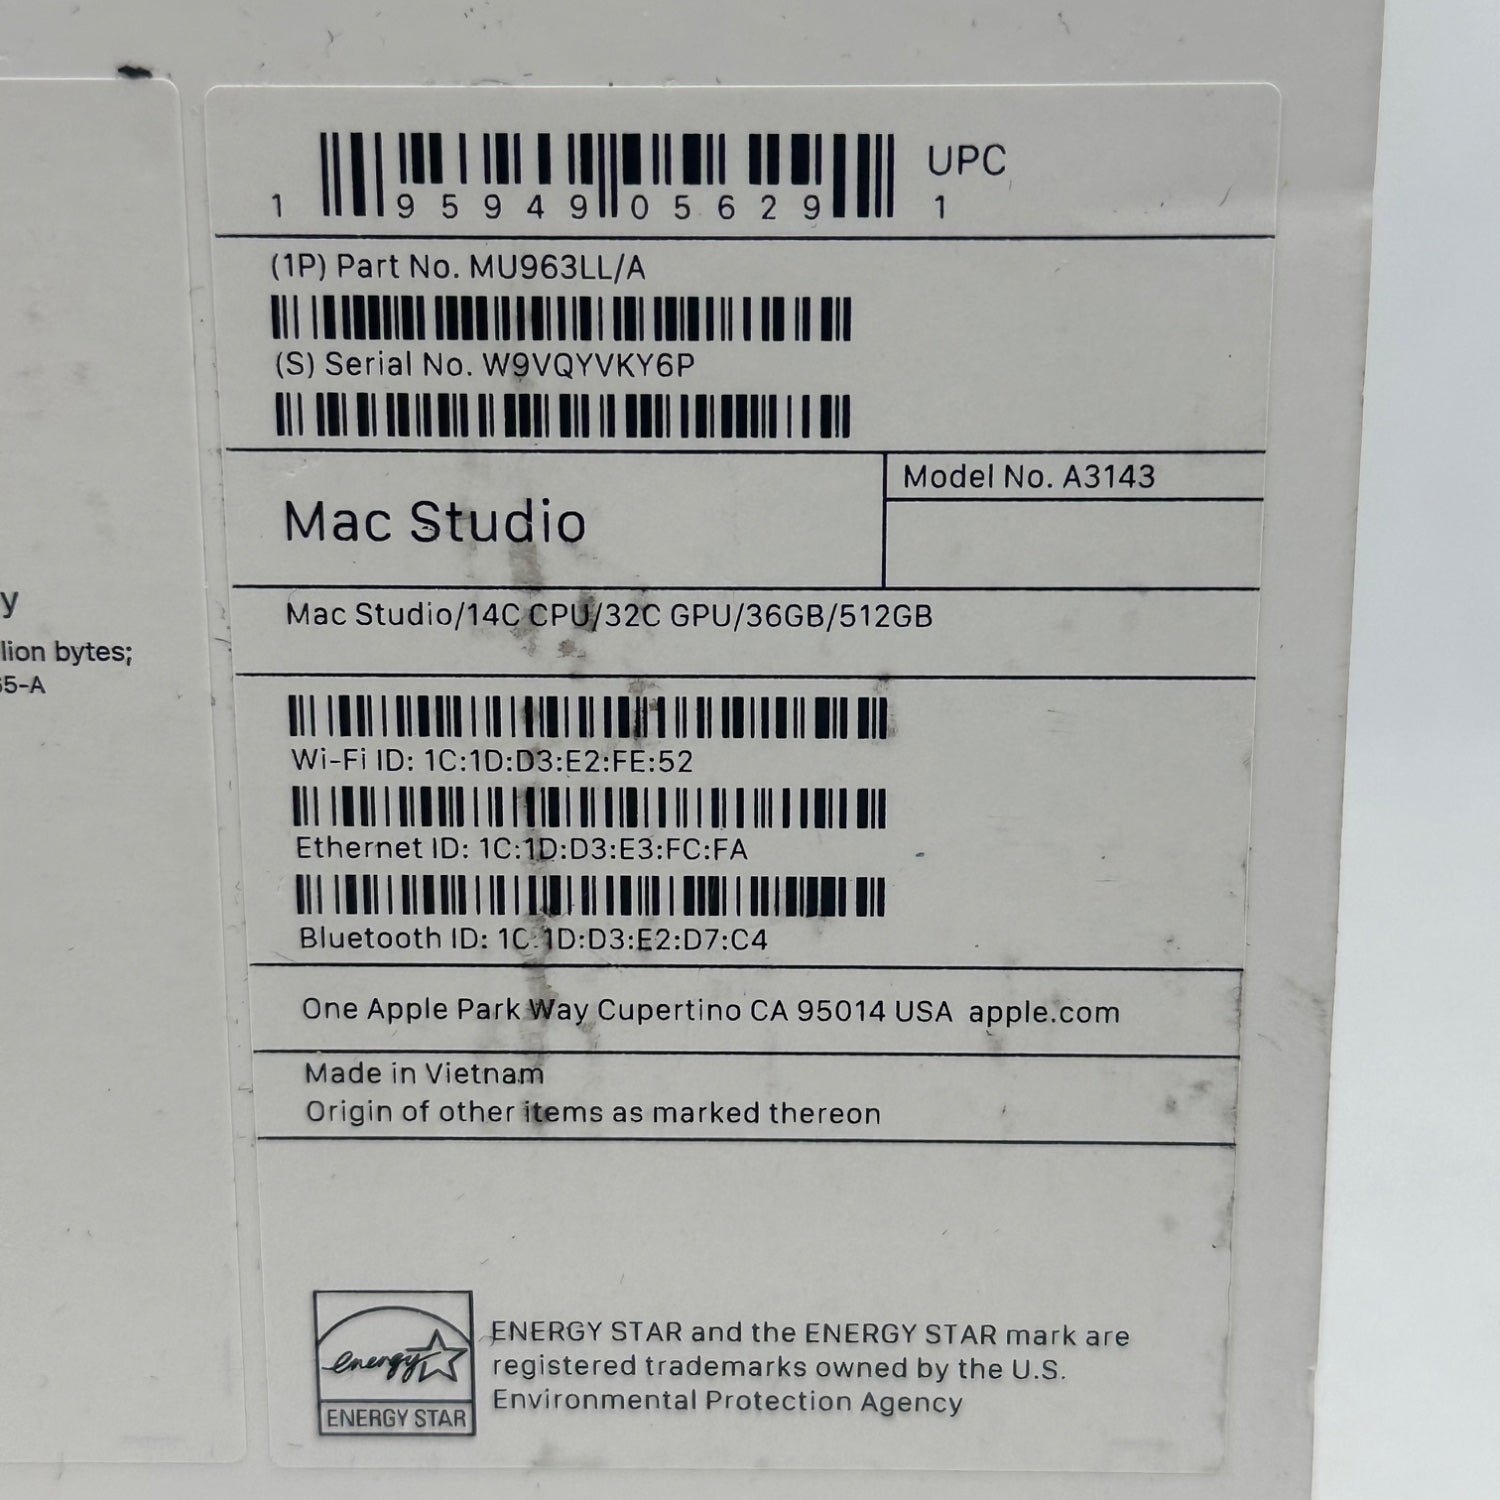 1 95949 05629 1
UPC
(1P) Part No. MU963LL/A
(S) Serial No. W9VQYVKY6P
Mac Studio
Model No. A3143
Mac Studio/14C CPU/32C GPU/36GB/512GB
Wi-Fi ID: 1C:1D:D3:E2:FE:52
Ethernet ID: 1C:1D:D3:E3:FC:FA
Bluetooth ID: 1C:1D:D3:E2:D7:C4
One Apple Park Way Cupertino CA 95014 USA apple.com
Made in Vietnam
Origin of other items as marked thereon
energy
ENERGY STAR
ENERGY STAR and the ENERGY STAR mark are
registered trademarks owned by the U.S.
Environmental Protection Agency
y
lion bytes;
65-A